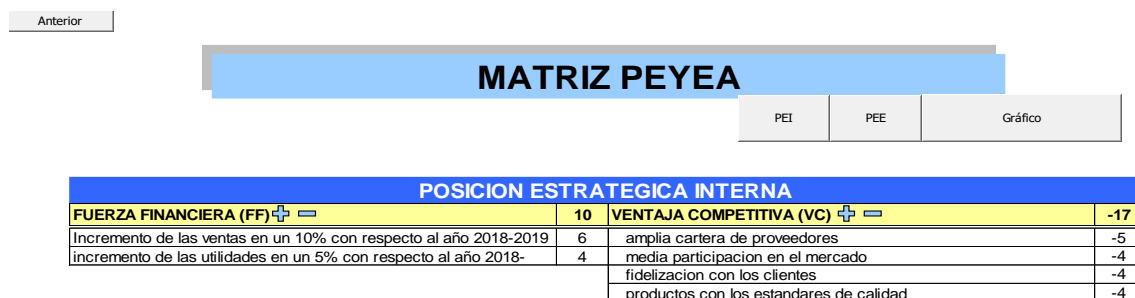 Anterior
MATRIZ PEYEA
PEI PEE Gráfico
POSICION ESTRATEGICA INTERNA
FUERZA FINANCIERA (FF) 10 VENTAJA COMPETITIVA (VC) -17
Incremento de las ventas en un 10% con respecto al año 2018-2019 6 amplia cartera de proveedores -5
incremento de las utilidades en un 5% con respecto al año 2018- 4 media participacion en el mercado -4
fidelizacion con los clientes -4
productos con los estandares de calidad -4